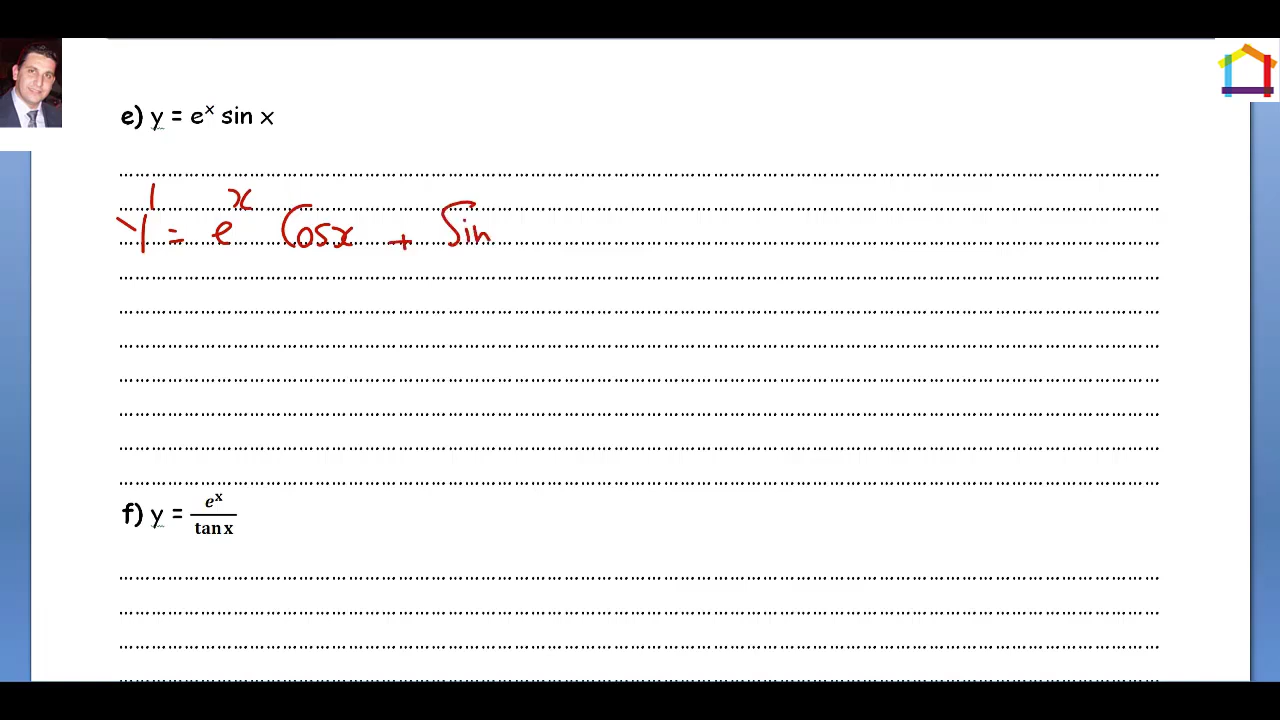 e) y = eˣ sin x
Y' = eˣ Cosx + Sin
f) y = eˣ / tan x